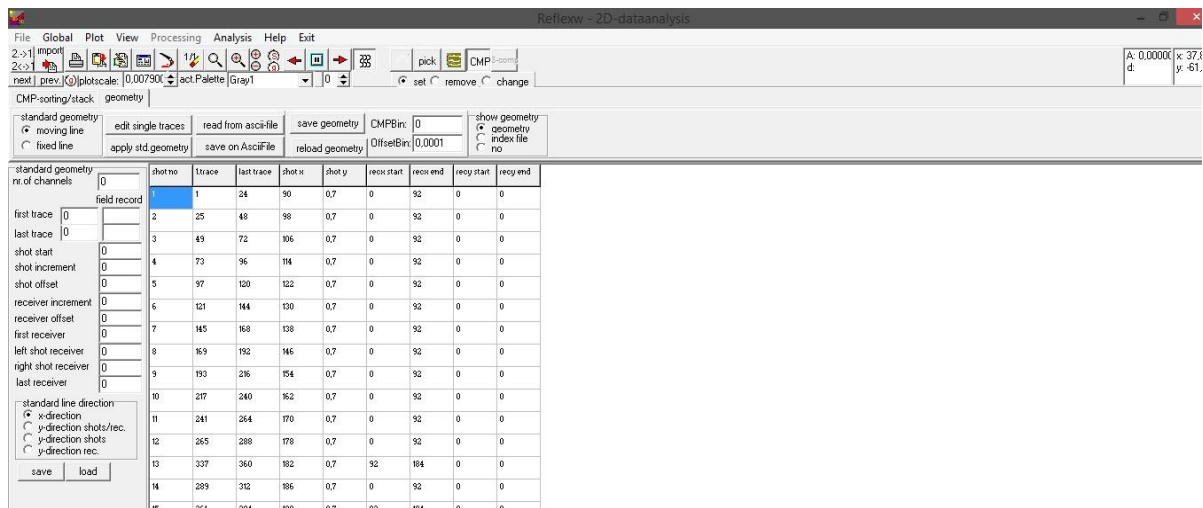 Reflexw - 2D-dataanalysis
File Global Plot View Processing Analysis Help Exit
2.->1 import
2<->1
1/4
pick CMP 3-comp
A: 0,00000 x: 37,8
d: y: -61,
next prev. (g) plotscale: 0,00790 act.Palette Gray1 0 set remove change
CMP-sorting/stack geometry
standard geometry
moving line
fixed line
edit single traces read from ascii-file save geometry CMPBin: 0
apply std.geometry save on AsciiFile reload geometry OffsetBin: 0,0001
show geometry
geometry
index file
no
standard geometry
nr.of channels 0
field record
first trace 0
last trace 0
shot start 0
shot increment 0
shot offset 0
receiver increment 0
receiver offset 0
first receiver 0
left shot receiver 0
right shot receiver 0
last receiver 0
standard line direction
x-direction
y-direction shots/rec.
y-direction shots
y-direction rec.
save load
shot no 1.trace last trace shot x shot y recx start recx end recy start recy end
1 1 24 90 0,7 0 92 0 0
2 25 48 98 0,7 0 92 0 0
3 49 72 106 0,7 0 92 0 0
4 73 96 114 0,7 0 92 0 0
5 97 120 122 0,7 0 92 0 0
6 121 144 130 0,7 0 92 0 0
7 145 168 138 0,7 0 92 0 0
8 169 192 146 0,7 0 92 0 0
9 193 216 154 0,7 0 92 0 0
10 217 240 162 0,7 0 92 0 0
11 241 264 170 0,7 0 92 0 0
12 265 288 178 0,7 0 92 0 0
13 337 360 182 0,7 92 184 0 0
14 289 312 186 0,7 0 92 0 0